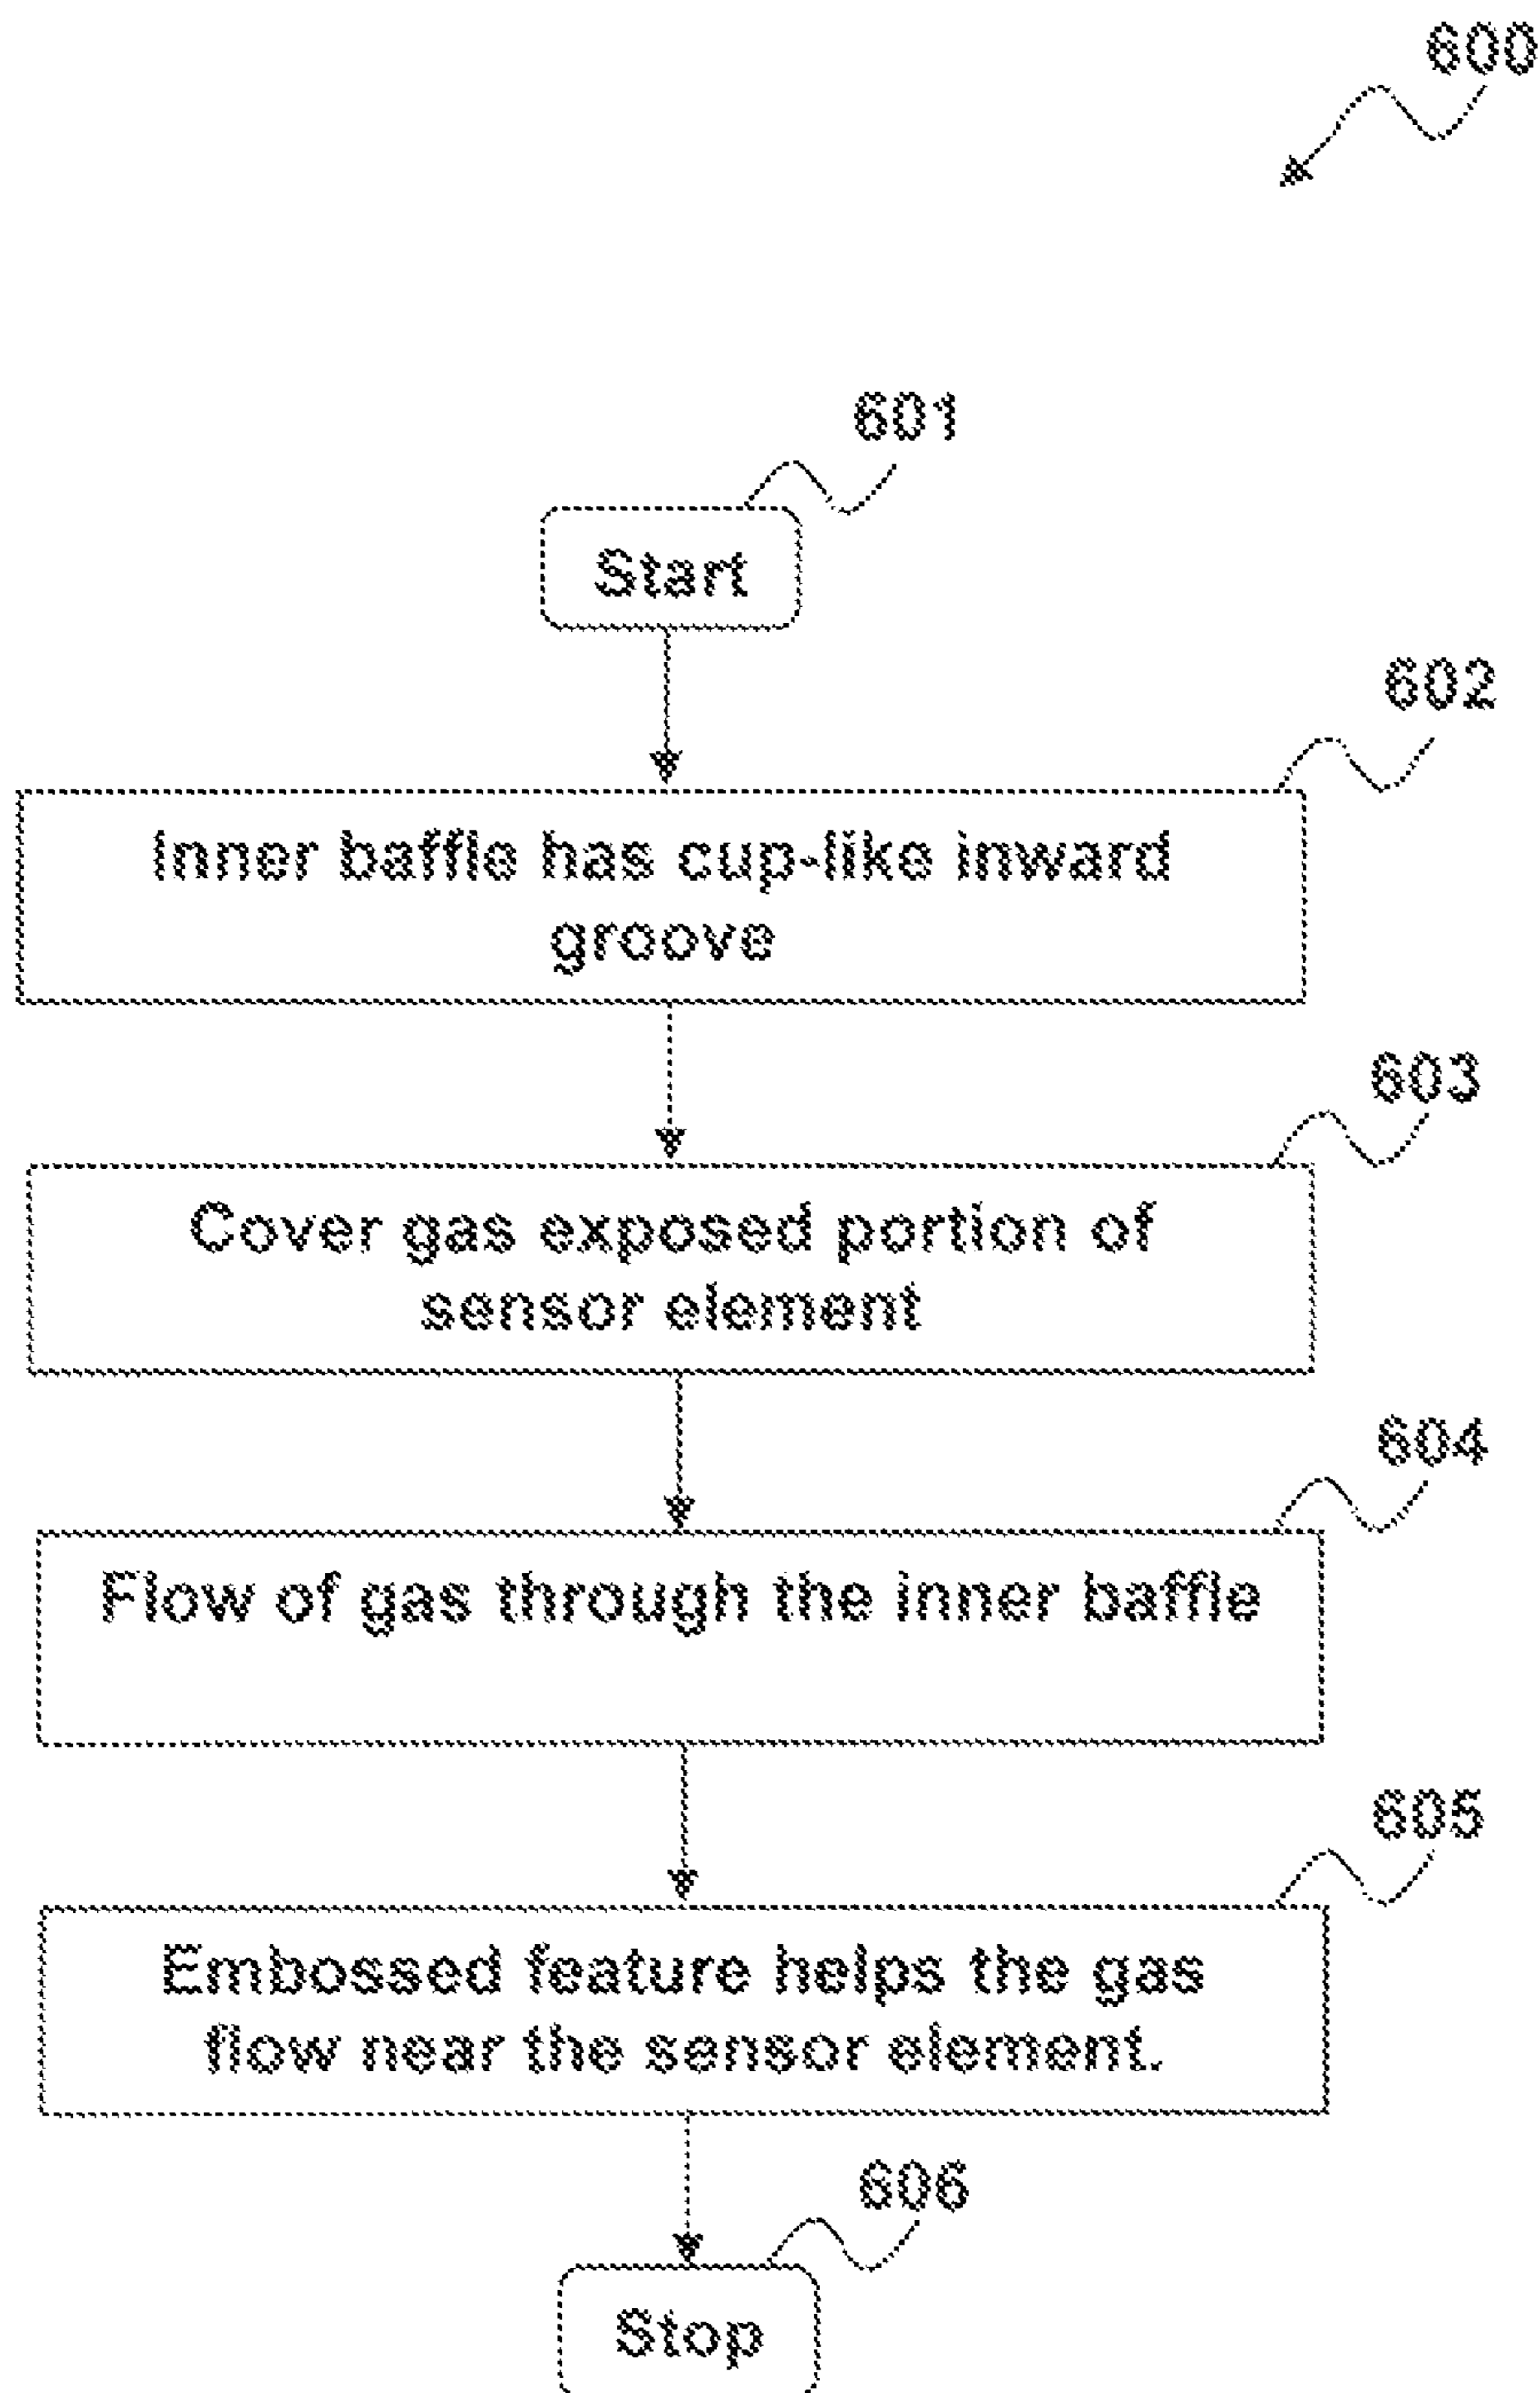 600
601
Start
602
Inner baffle has cup-like inward
groove
603
Cover gas exposed portion of
sensor element
604
Flow of gas through the inner baffle
605
Embossed feature helps the gas
flow near the sensor element.
606
Stop